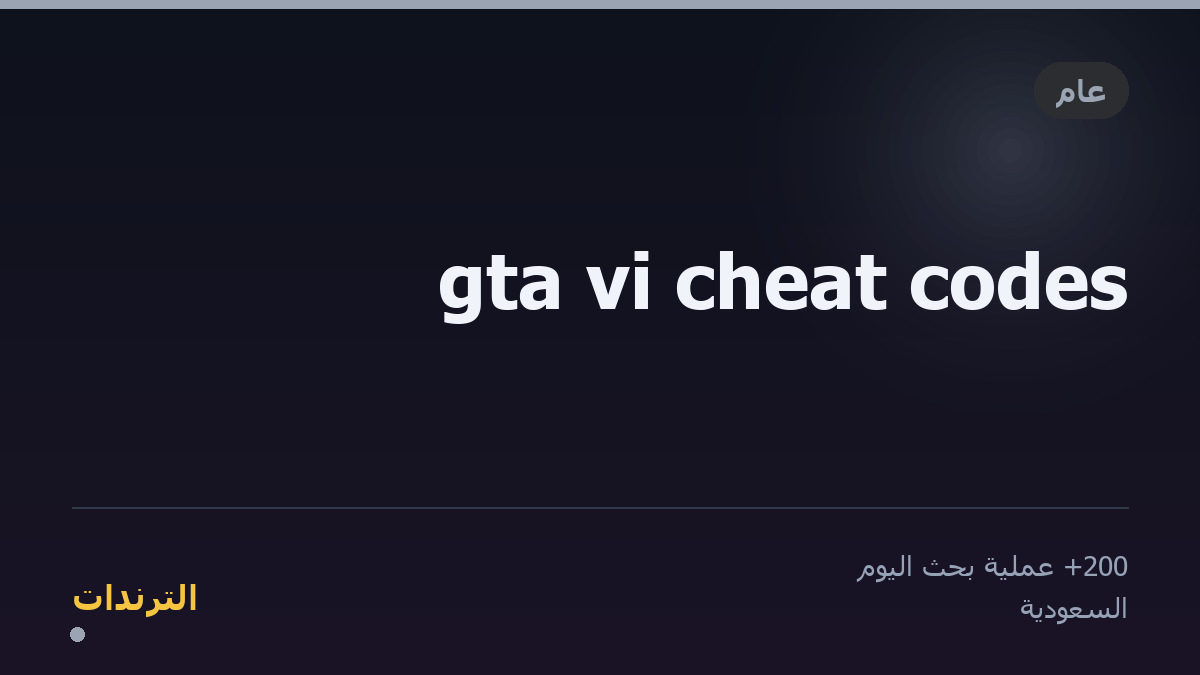 عام
gta vi cheat codes
200+ عملية بحث اليوم
السعودية
الترندات